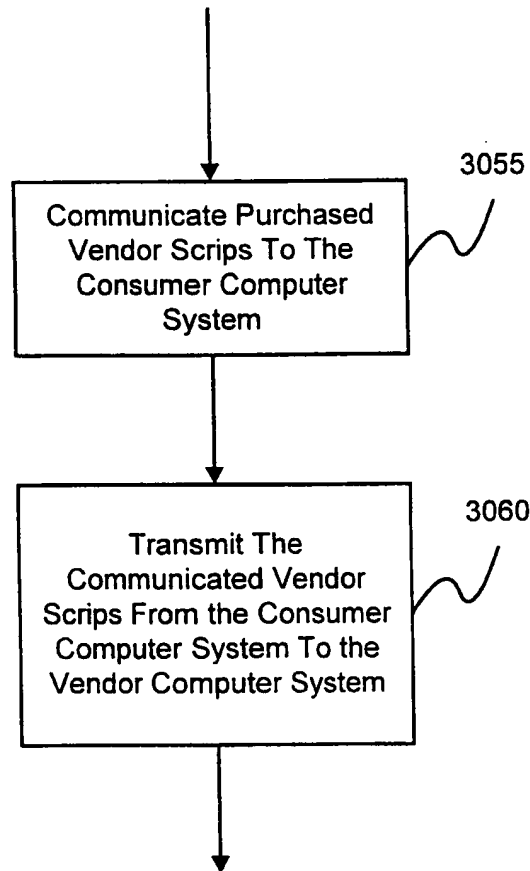 3055
Communicate Purchased
Vendor Scrips To The
Consumer Computer
System
3060
Transmit The
Communicated Vendor
Scrips From the Consumer
Computer System To the
Vendor Computer System